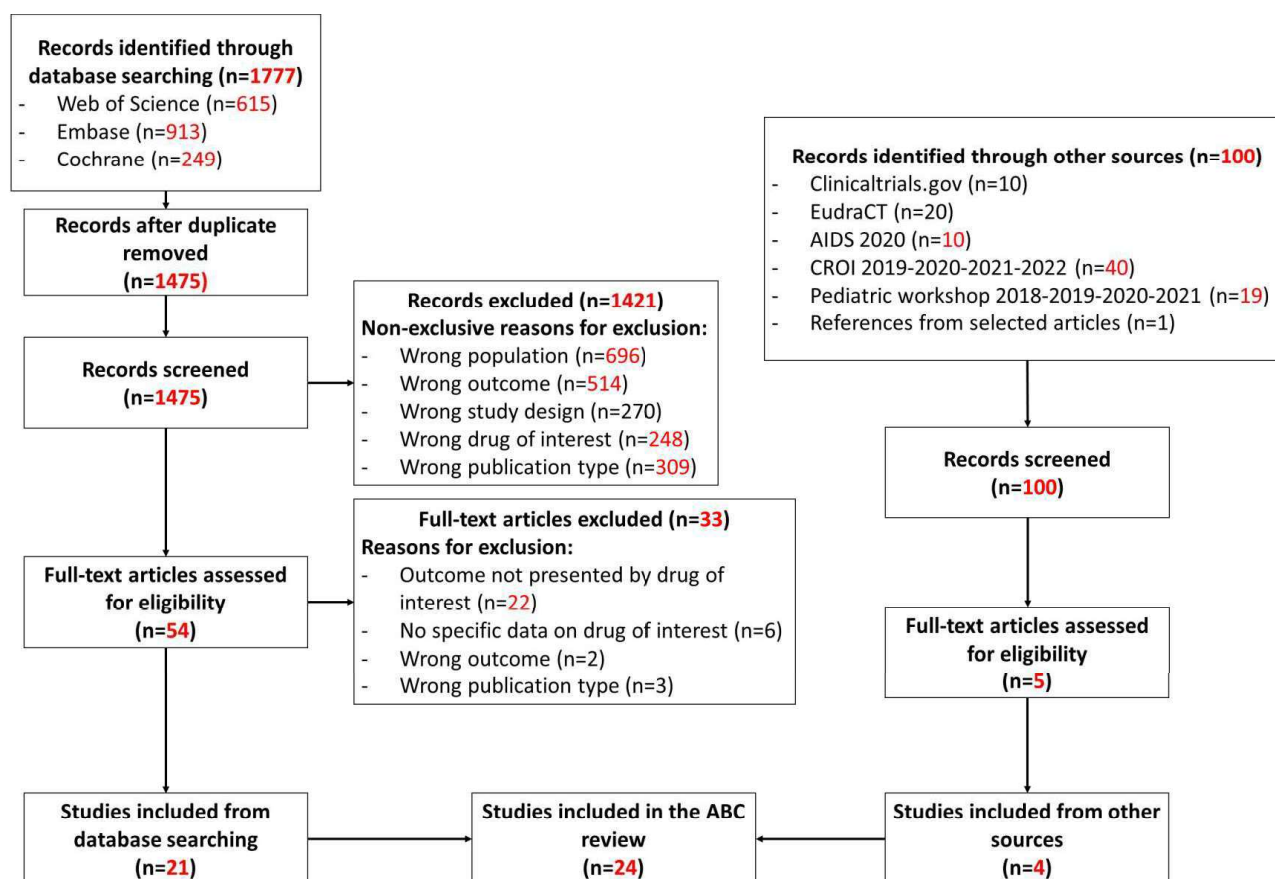 Records identified through
database searching (n=1777)
- Web of Science (n=615)
- Embase (n=913)
- Cochrane (n=249)
Records after duplicate
removed
(n=1475)
Records screened
(n=1475)
Records excluded (n=1421)
Non-exclusive reasons for exclusion:
- Wrong population (n=696)
- Wrong outcome (n=514)
- Wrong study design (n=270)
- Wrong drug of interest (n=248)
- Wrong publication type (n=309)
Full-text articles assessed
for eligibility
(n=54)
Full-text articles excluded (n=33)
Reasons for exclusion:
- Outcome not presented by drug of
interest (n=22)
- No specific data on drug of interest (n=6)
- Wrong outcome (n=2)
- Wrong publication type (n=3)
Records identified through other sources (n=100)
- Clinicaltrials.gov (n=10)
- EudraCT (n=20)
- AIDS 2020 (n=10)
- CROI 2019-2020-2021-2022 (n=40)
- Pediatric workshop 2018-2019-2020-2021 (n=19)
- References from selected articles (n=1)
Records screened
(n=100)
Full-text articles assessed
for eligibility
(n=5)
Studies included from
database searching
(n=21)
Studies included in the ABC
review
(n=24)
Studies included from other
sources
(n=4)